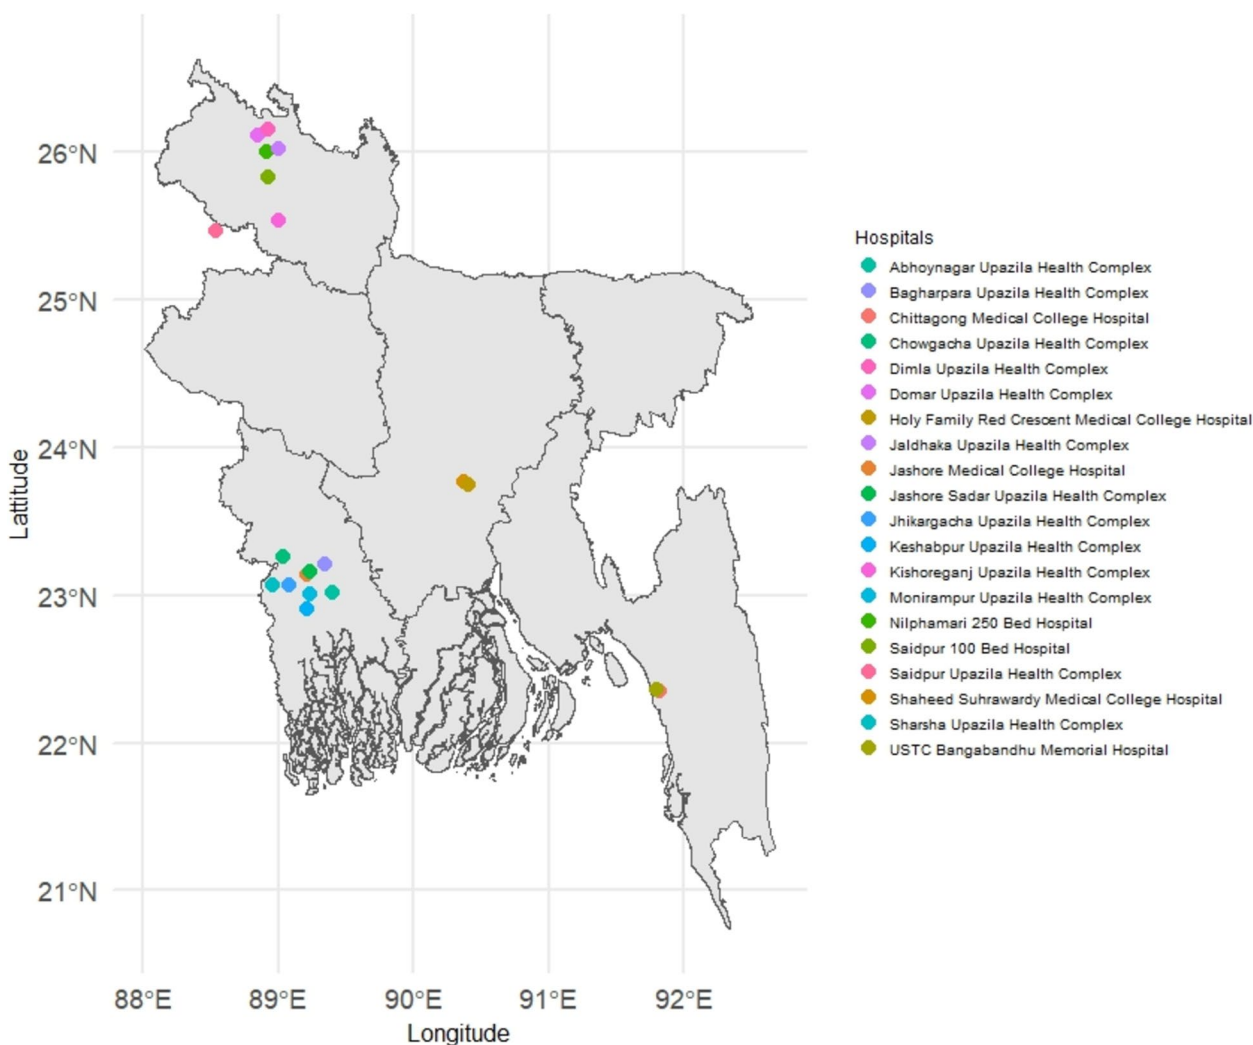 26°N
25°N
24°N
23°N
22°N
21°N
Lattitude
88°E 89°E 90°E 91°E 92°E
Longitude
Hospitals
Abhoynagar Upazila Health Complex
Bagharpara Upazila Health Complex
Chittagong Medical College Hospital
Chowgacha Upazila Health Complex
Dimla Upazila Health Complex
Domar Upazila Health Complex
Holy Family Red Crescent Medical College Hospital
Jaldhaka Upazila Health Complex
Jashore Medical College Hospital
Jashore Sadar Upazila Health Complex
Jhikargacha Upazila Health Complex
Keshabpur Upazila Health Complex
Kishoreganj Upazila Health Complex
Monirampur Upazila Health Complex
Nilphamari 250 Bed Hospital
Saidpur 100 Bed Hospital
Saidpur Upazila Health Complex
Shaheed Suhrawardy Medical College Hospital
Sharsha Upazila Health Complex
USTC Bangabandhu Memorial Hospital